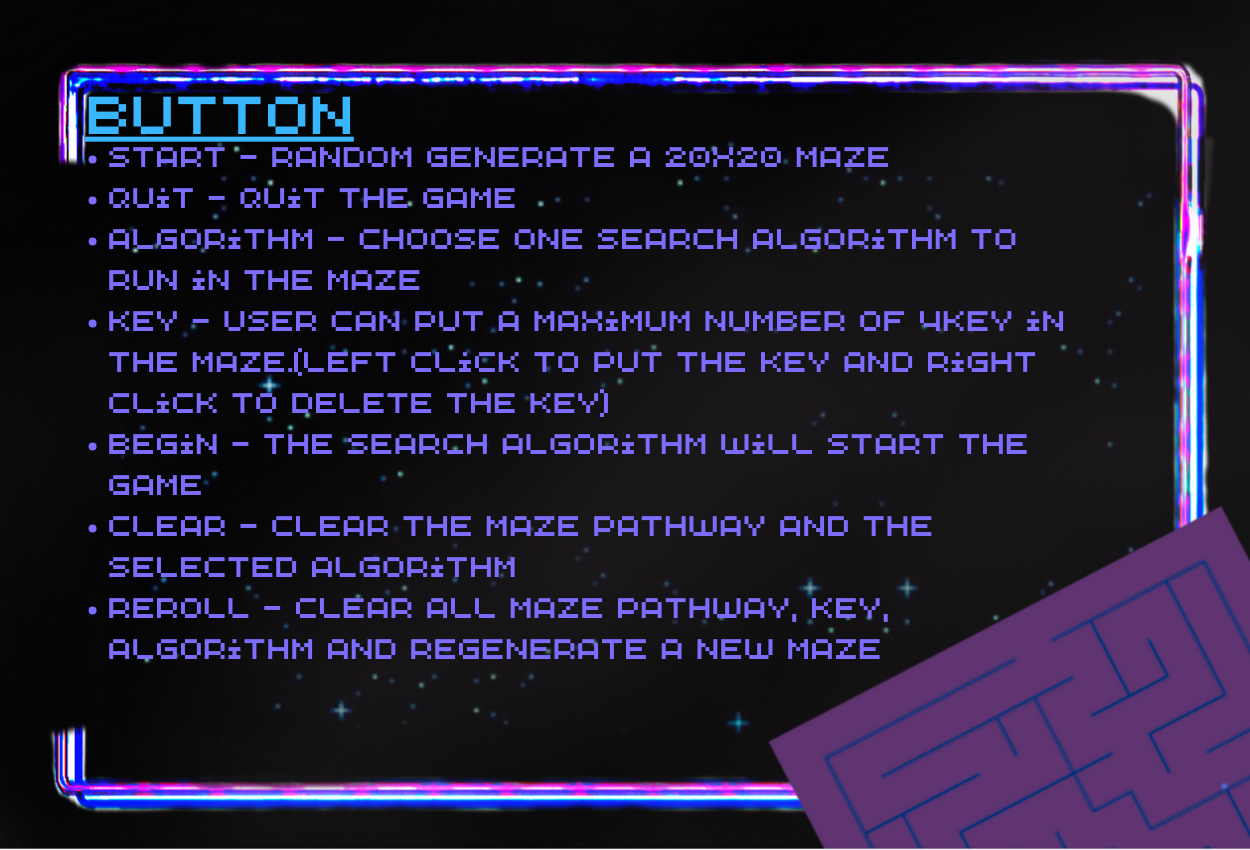 BUTTON
• START - RANDOM GENERATE A 20X20 MAZE
• QUiT - QUiT THE GAME
• ALGORiTHM - CHOOSE ONE SEARCH ALGORiTHM TO
RUN iN THE MAZE
• KEY - USER CAN PUT A MAXiMUM NUMBER OF 4KEY iN
THE MAZE.(LEFT CLiCK TO PUT THE KEY AND RiGHT
CLiCK TO DELETE THE KEY)
• BEGiN - THE SEARCH ALGORiTHM WiLL START THE
GAME
• CLEAR - CLEAR THE MAZE PATHWAY AND THE
SELECTED ALGORiTHM
• REROLL - CLEAR ALL MAZE PATHWAY, KEY,
ALGORiTHM AND REGENERATE A NEW MAZE